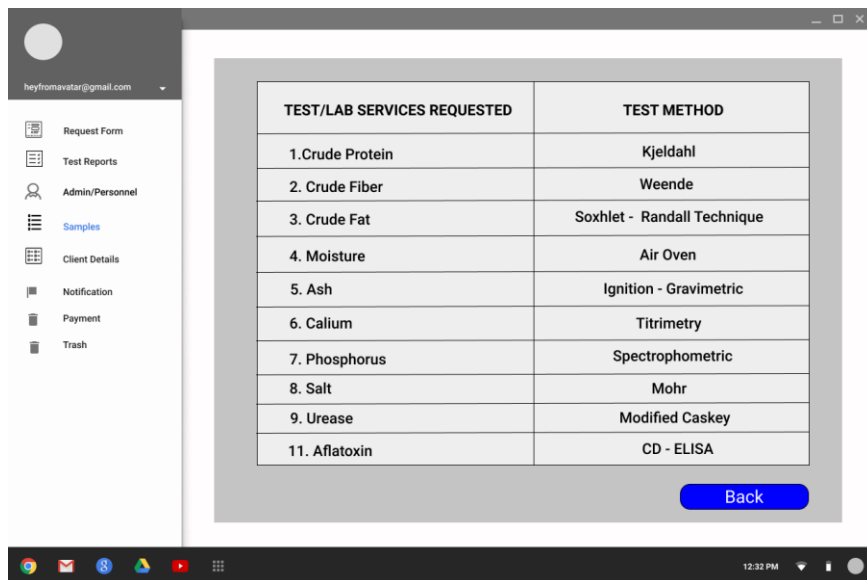 heyfromavatar@gmail.com
Request Form
Test Reports
Admin/Personnel
Samples
Client Details
Notification
Payment
Trash
TEST/LAB SERVICES REQUESTED TEST METHOD
1.Crude Protein Kjeldahl
2. Crude Fiber Weende
3. Crude Fat Soxhlet - Randall Technique
4. Moisture Air Oven
5. Ash Ignition - Gravimetric
6. Calium Titrimetry
7. Phosphorus Spectrophometric
8. Salt Mohr
9. Urease Modified Caskey
11. Aflatoxin CD - ELISA
Back
12:32 PM